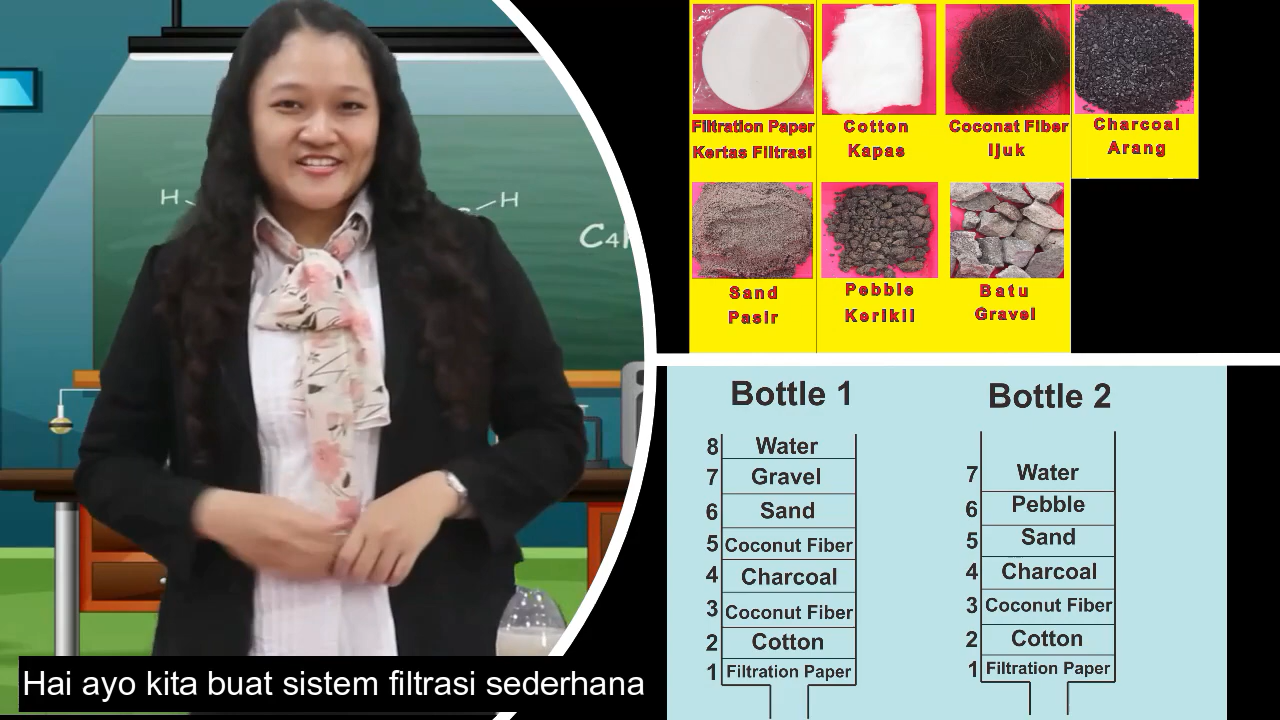 H
H
C4
Hai ayo kita buat sistem filtrasi sederhana
Filtration Paper
Kertas Filtrasi
Cotton
Kapas
Coconat Fiber
Ijuk
Charcoal
Arang
Sand
Pasir
Pebble
Kerikil
Batu
Gravel
Bottle 1
8 Water
7 Gravel
6 Sand
5 Coconut Fiber
4 Charcoal
3 Coconut Fiber
2 Cotton
1 Filtration Paper
Bottle 2
7 Water
6 Pebble
5 Sand
4 Charcoal
3 Coconut Fiber
2 Cotton
1 Filtration Paper